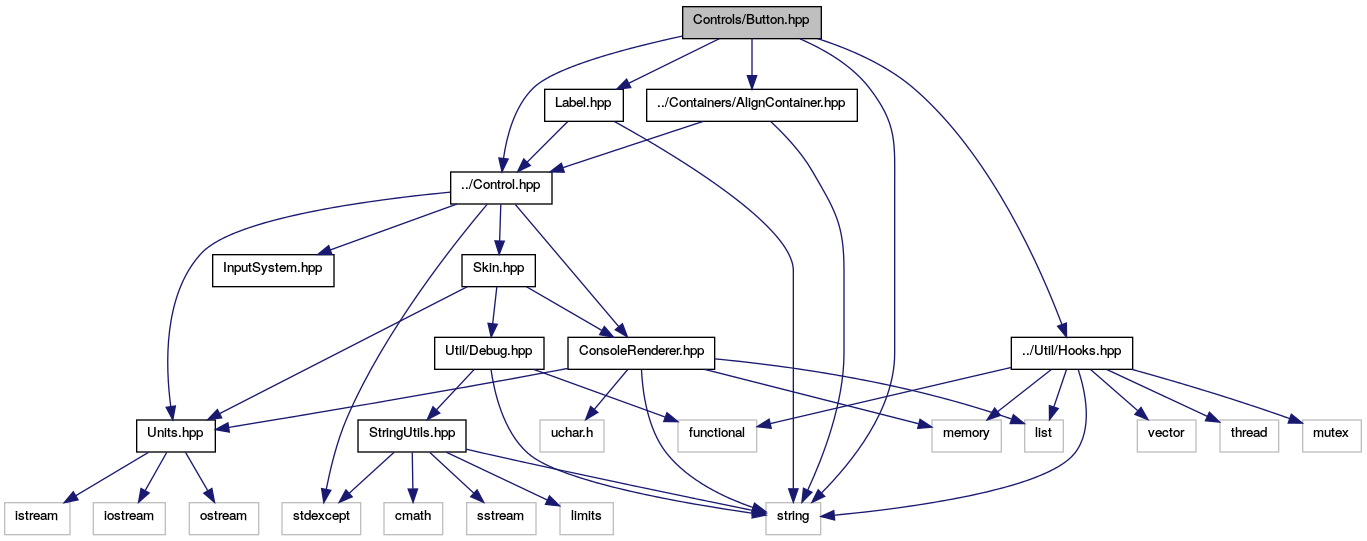 Controls/Button.hpp
Label.hpp
../Containers/AlignContainer.hpp
../Control.hpp
InputSystem.hpp
Skin.hpp
Util/Debug.hpp
ConsoleRenderer.hpp
../Util/Hooks.hpp
Units.hpp
StringUtils.hpp
uchar.h
functional
memory
list
vector
thread
mutex
istream
iostream
ostream
stdexcept
cmath
sstream
limits
string